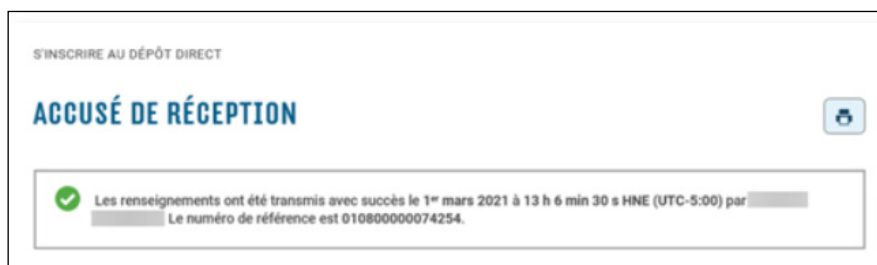 S'INSCRIRE AU DÉPÔT DIRECT
ACCUSÉ DE RÉCEPTION
Les renseignements ont été transmis avec succès le 1er mars 2021 à 13 h 6 min 30 s HNE (UTC-5:00) par
Le numéro de référence est 010800000074254.